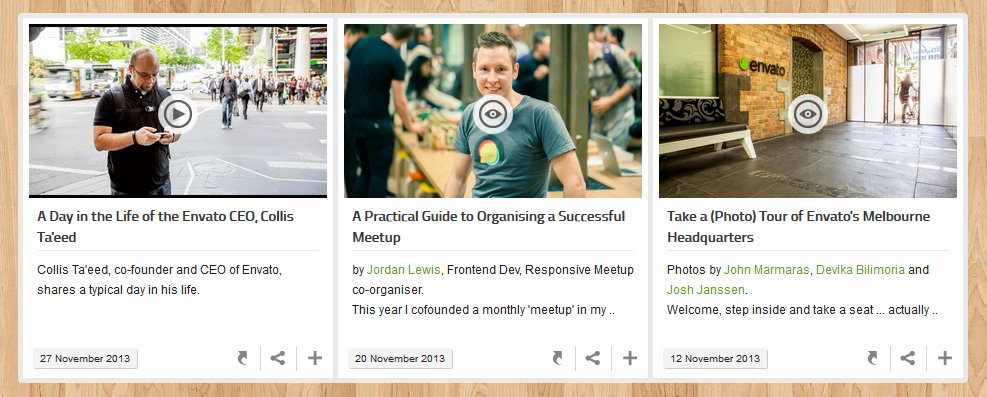 envato
A Day in the Life of the Envato CEO, Collis
Ta'eed
Collis Ta'eed, co-founder and CEO of Envato,
shares a typical day in his life.
27 November 2013
A Practical Guide to Organising a Successful
Meetup
by Jordan Lewis, Frontend Dev, Responsive Meetup
co-organiser.
This year I cofounded a monthly 'meetup' in my ..
20 November 2013
Take a (Photo) Tour of Envato's Melbourne
Headquarters
Photos by John Marmaras, Devika Bilimoria and
Josh Janssen.
Welcome, step inside and take a seat ... actually ..
12 November 2013